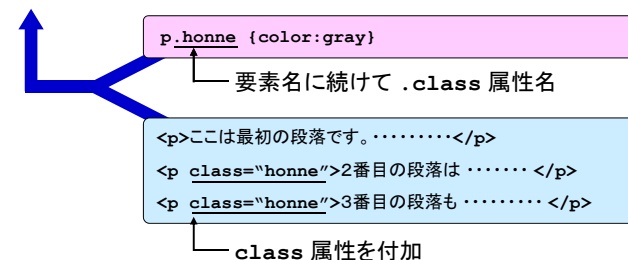 p.honne {color:gray}
要素名に続けて .class 属性名
<p>ここは最初の段落です。･････････</p>
<p class=“honne”>2番目の段落は ･･･････ </p>
<p class=“honne”>3番目の段落も ･････････ </p>
class 属性を付加